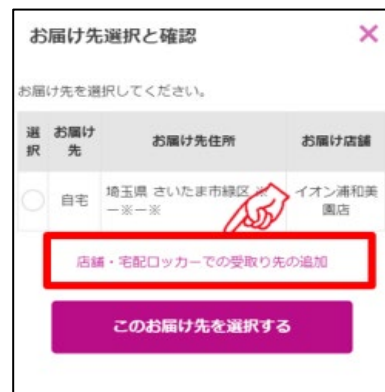 お届け先選択と確認
×
お届け先を選択してください。
選択 お届け先 お届け先住所 お届け店舗
自宅 埼玉県 さいたま市緑区 ※
ー※ー※ イオン浦和美園店
店舗・宅配ロッカーでの受取り先の追加
このお届け先を選択する